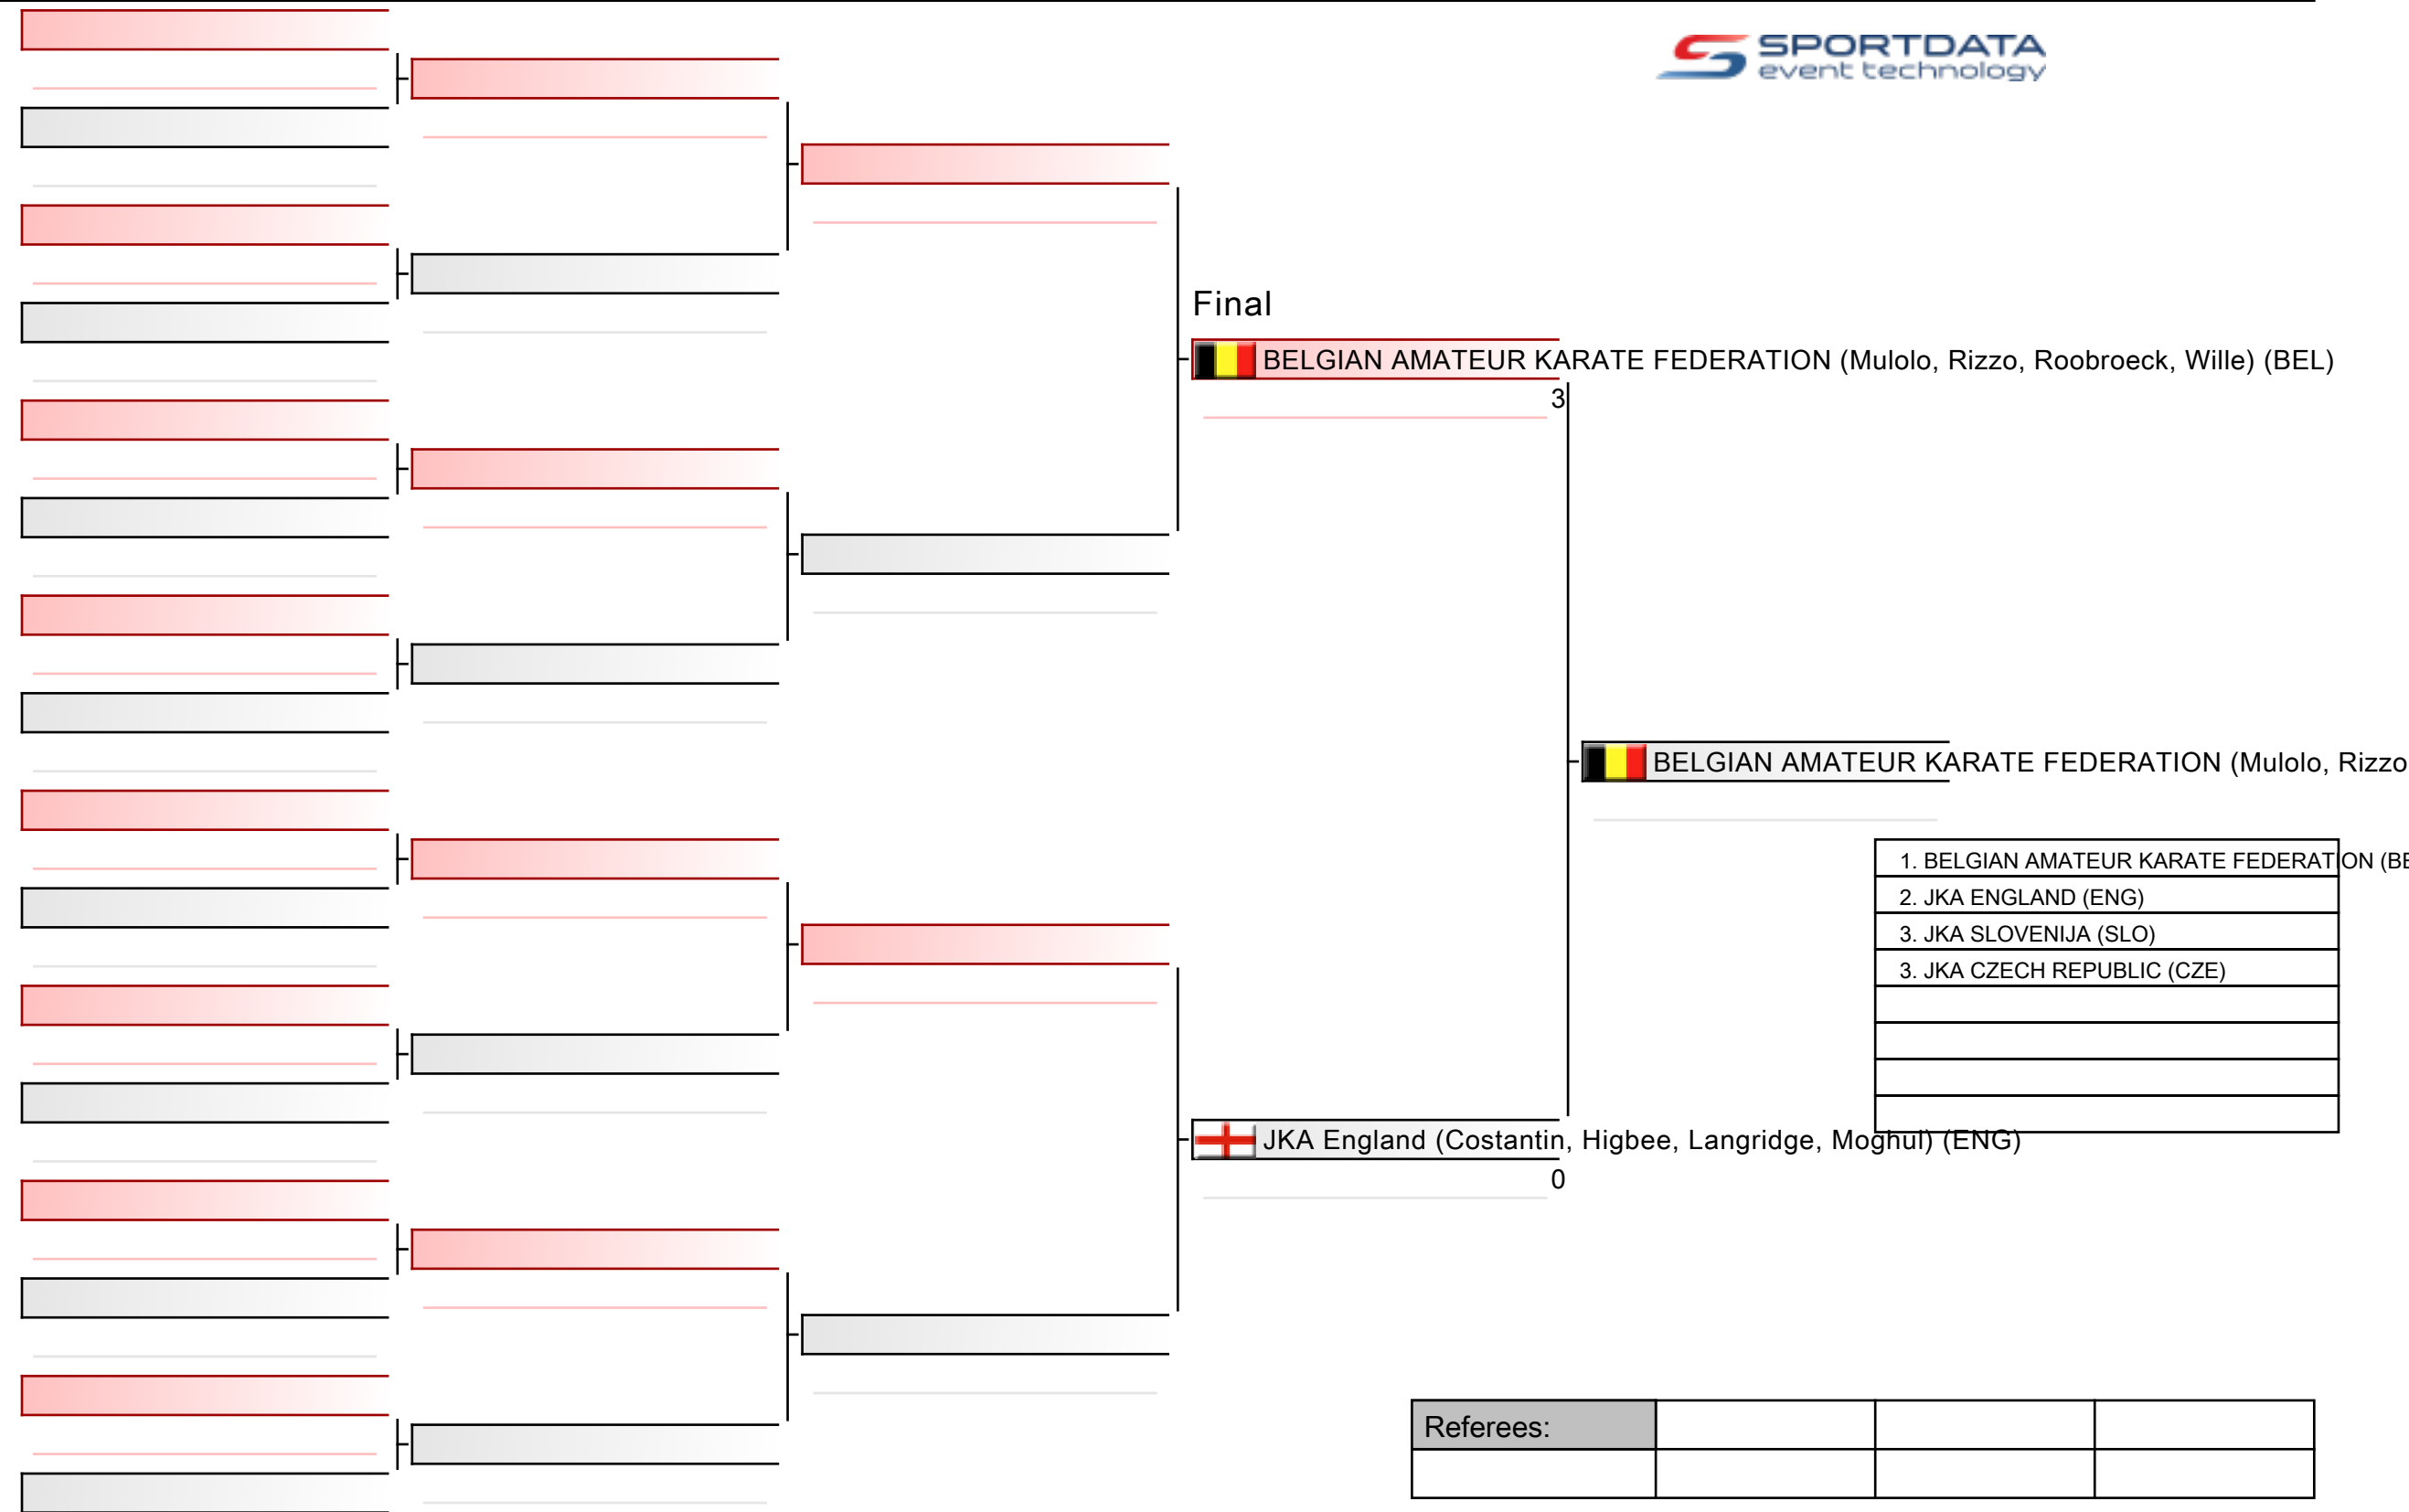 SPORTDATA
event technology
Final
BELGIAN AMATEUR KARATE FEDERATION (Mulolo, Rizzo, Roobroeck, Wille) (BEL)
3
BELGIAN AMATEUR KARATE FEDERATION (Mulolo, Rizzo
1. BELGIAN AMATEUR KARATE FEDERATION (BE
2. JKA ENGLAND (ENG)
3. JKA SLOVENIJA (SLO)
3. JKA CZECH REPUBLIC (CZE)
JKA England (Costantin, Higbee, Langridge, Moghul) (ENG)
0
Referees: